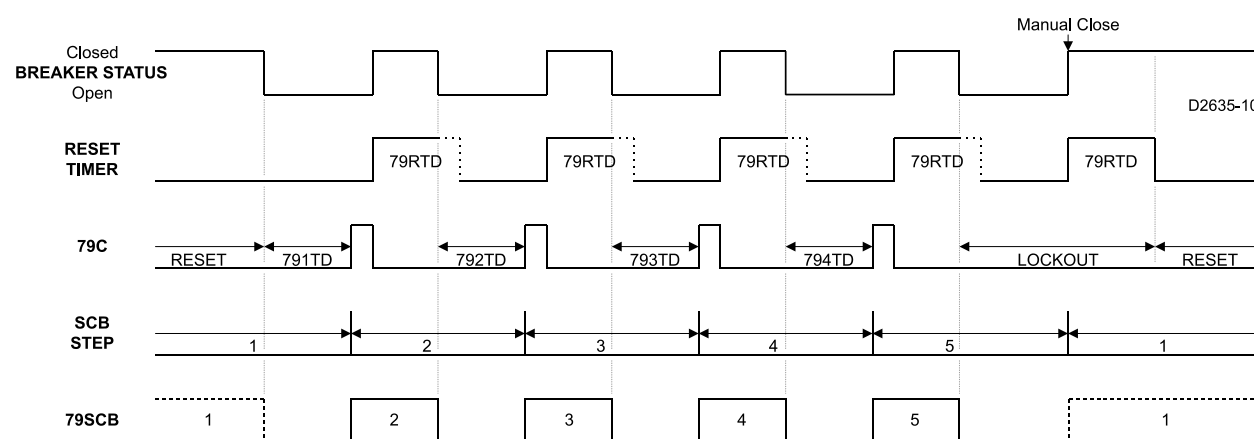 Manual Close
Closed
BREAKER STATUS
Open
D2635-10
RESET
TIMER
79RTD 79RTD 79RTD 79RTD 79RTD
79C
RESET 791TD 792TD 793TD 794TD LOCKOUT RESET
SCB
STEP
1 2 3 4 5 1
79SCB 1 2 3 4 5 1